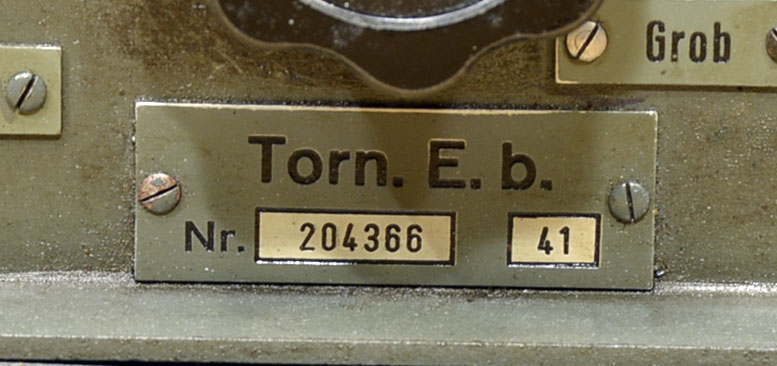 Grob
Torn. E. b.
Nr. 204366 41